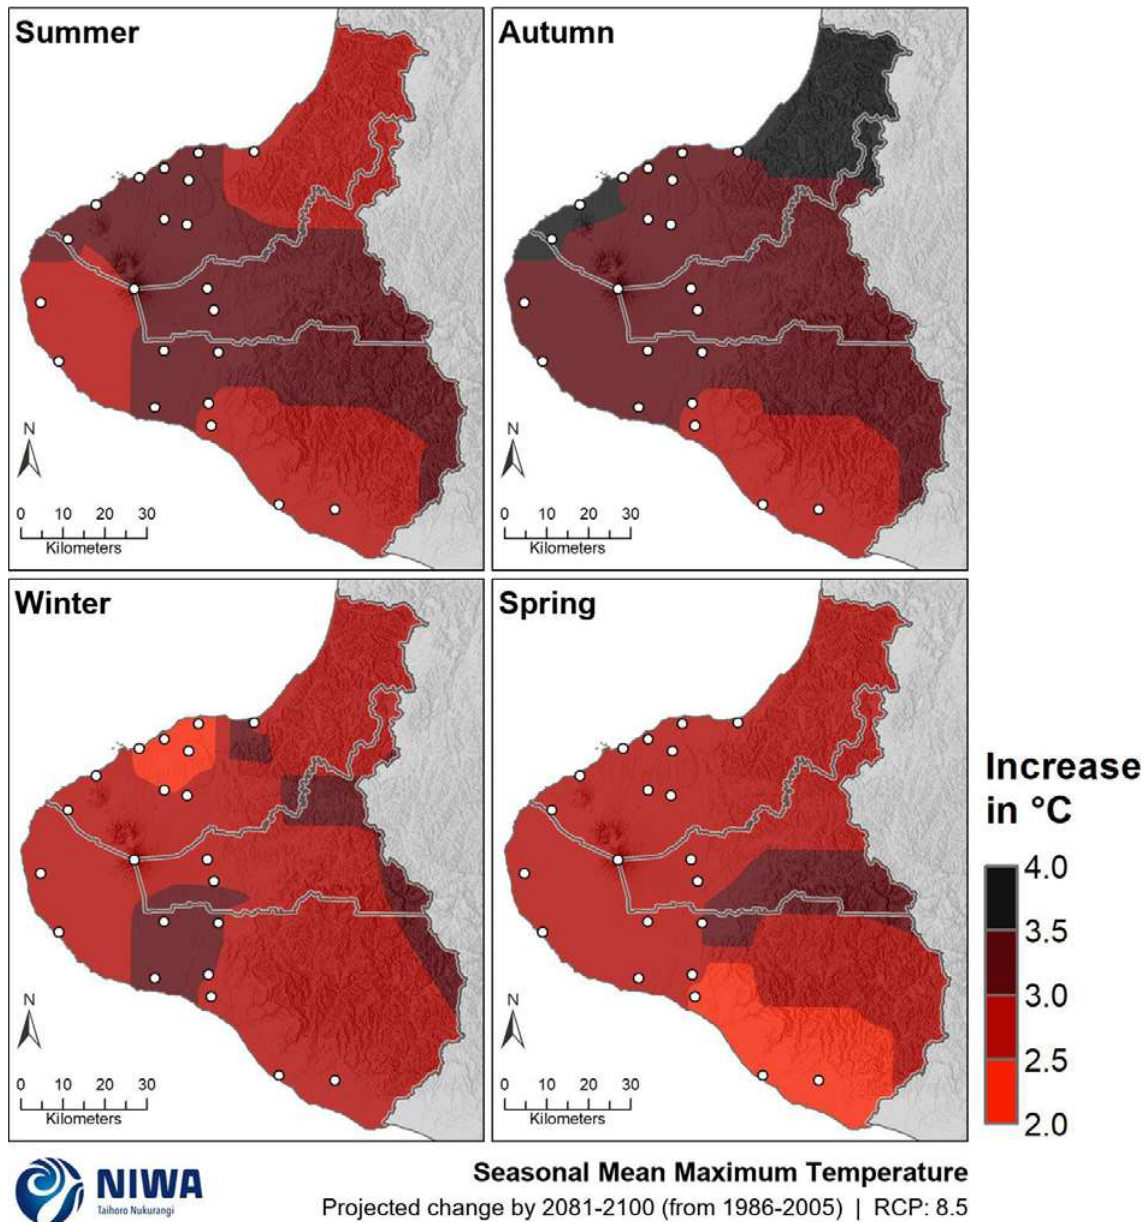 Summer
Autumn
N
0 10 20 30
Kilometers
N
0 10 20 30
Kilometers
Winter
Spring
N
0 10 20 30
Kilometers
N
0 10 20 30
Kilometers
Increase
in °C
4.0
3.5
3.0
2.5
2.0
NIWA
Taihoro Nukurangi
Seasonal Mean Maximum Temperature
Projected change by 2081-2100 (from 1986-2005) | RCP: 8.5